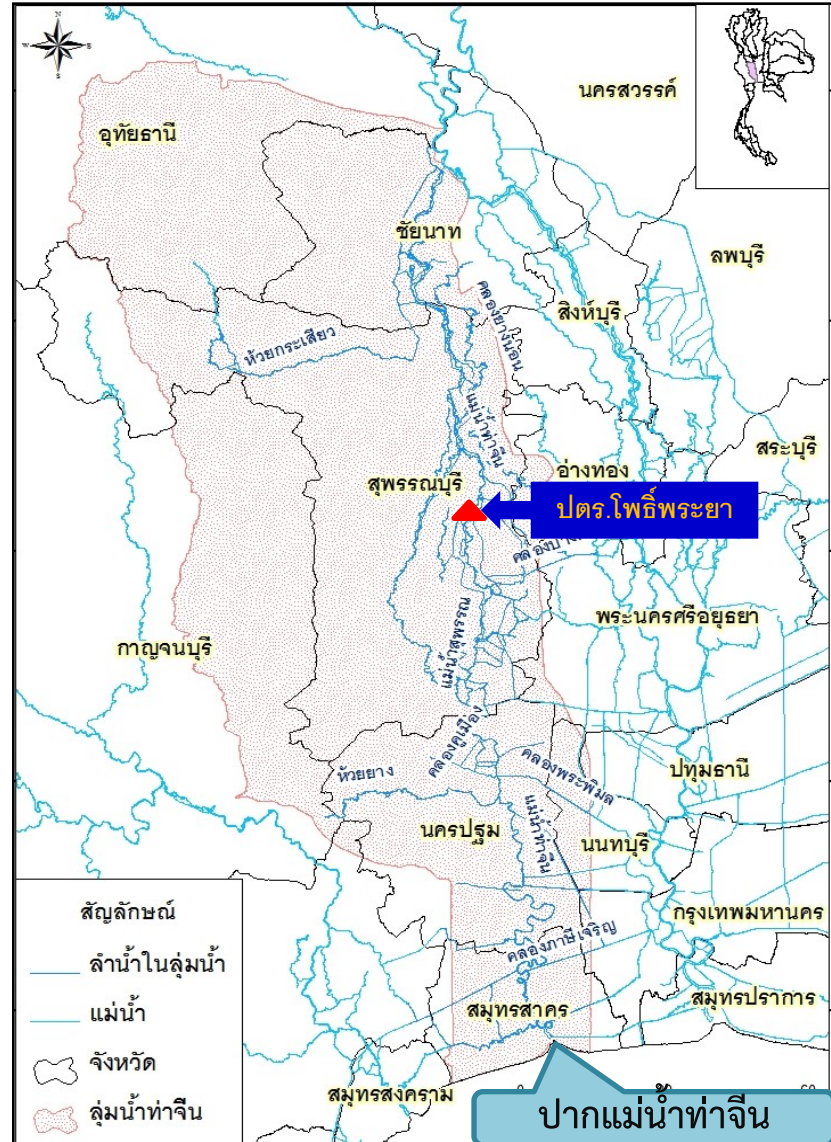 N
W
E
S
นครสวรรค์
อุทัยธานี
ชัยนาท
ลพบุรี
สิงห์บุรี
คลองยางนอน
ห้วยกระเสียว
แม่น้ำท่าจีน
สระบุรี
อ่างทอง
สุพรรณบุรี
ปตร.โพธิ์พระยา
พระนครศรีอยุธยา
แม่น้ำสุพรรณ
กาญจนบุรี
คลองคูเมือง
คลองพระพิมล
ปทุมธานี
ห้วยยาง
แม่น้ำท่าจีน
นครปฐม
นนทบุรี
กรุงเทพมหานคร
คลองภาษีเจริญ
สมุทรปราการ
สมุทรสาคร
สมุทรสงคราม
สัญลักษณ์
ลำน้ำในลุ่มน้ำ
แม่น้ำ
จังหวัด
ลุ่มน้ำท่าจีน
ปากแม่น้ำท่าจีน